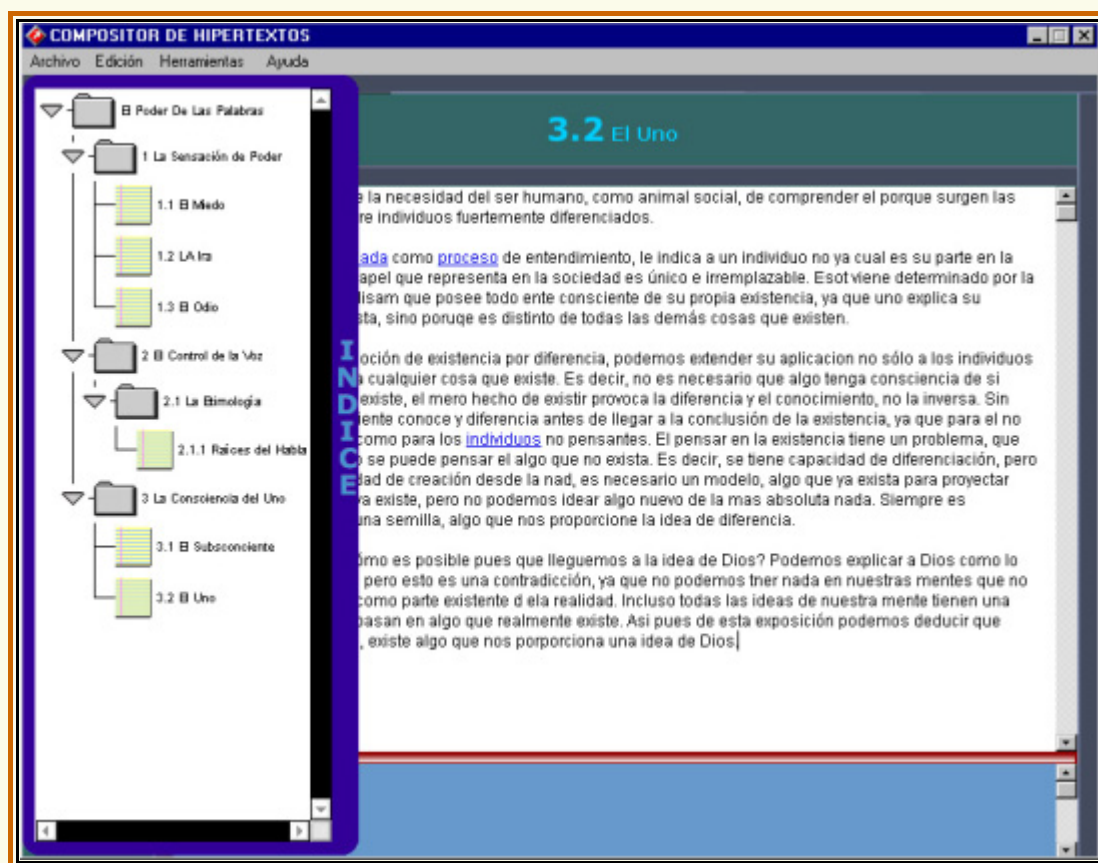 COMPOSITOR DE HIPERTEXTOS
Archivo Edición Herramientas Ayuda
El Poder De Las Palabras
1 La Sensación de Poder
1.1 El Miedo
1.2 LA Ira
1.3 El Odio
2 El Control de la Voz
2.1 La Etimología
2.1.1 Raíces del Habla
3 La Consciencia del Uno
3.1 El Subsconciente
3.2 El Uno
INDICE
3.2 El Uno
la necesidad del ser humano, como animal social, de comprender el porque surgen las
re individuos fuertemente diferenciados.
ada como proceso de entendimiento, le indica a un individuo no ya cual es su parte en la
apel que representa en la sociedad es único e irremplazable. Esot viene determinado por la
lisam que posee todo ente consciente de su propia existencia, ya que uno explica su
sta, sino poruqe es distinto de todas las demás cosas que existen.
oción de existencia por diferencia, podemos extender su aplicacion no sólo a los individuos
a cualquier cosa que existe. Es decir, no es necesario que algo tenga consciencia de si
existe, el mero hecho de existir provoca la diferencia y el conocimiento, no la inversa. Sin
iente conoce y diferencia antes de llegar a la conclusión de la existencia, ya que para el no
como para los individuos no pensantes. El pensar en la existencia tiene un problema, que
o se puede pensar el algo que no exista. Es decir, se tiene capacidad de diferenciación, pero
dad de creación desde la nad, es necesario un modelo, algo que ya exista para proyectar
ya existe, pero no podemos idear algo nuevo de la mas absoluta nada. Siempre es
una semilla, algo que nos proporcione la idea de diferencia.
ómo es posible pues que lleguemos a la idea de Dios? Podemos explicar a Dios como lo
pero esto es una contradicción, ya que no podemos tner nada en nuestras mentes que no
como parte existente d ela realidad. Incluso todas las ideas de nuestra mente tienen una
basan en algo que realmente existe. Asi pues de esta exposición podemos deducir que
, existe algo que nos porporciona una idea de Dios.